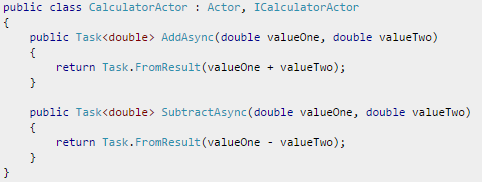 public class CalculatorActor : Actor, ICalculatorActor
{
    public Task<double> AddAsync(double valueOne, double valueTwo)
    {
        return Task.FromResult(valueOne + valueTwo);
    }

    public Task<double> SubtractAsync(double valueOne, double valueTwo)
    {
        return Task.FromResult(valueOne - valueTwo);
    }
}